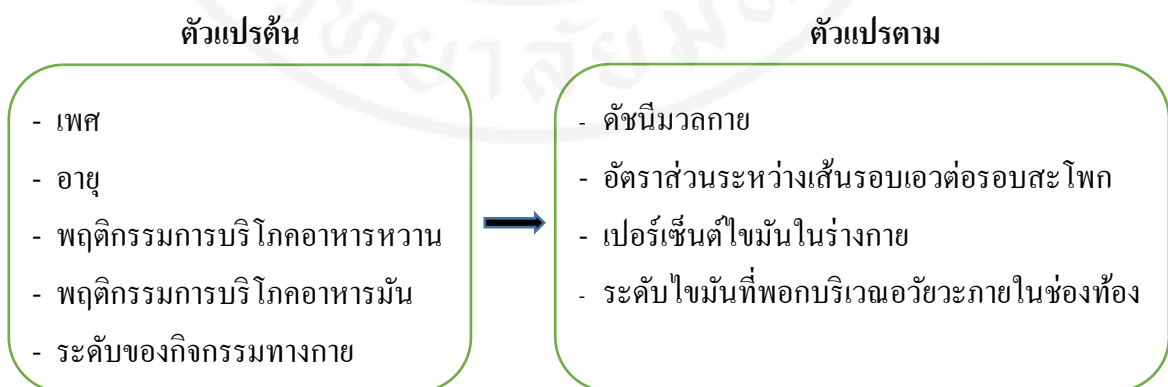 ตัวแปรต้น
- เพศ
- อายุ
- พฤติกรรมการบริโภคอาหารหวาน
- พฤติกรรมการบริโภคอาหารมัน
- ระดับของกิจกรรมทางกาย
ตัวแปรตาม
- ดัชนีมวลกาย
- อัตราส่วนระหว่างเส้นรอบเอวต่อรอบสะโพก
- เปอร์เซ็นต์ไขมันในร่างกาย
- ระดับไขมันที่พอกบริเวณอวัยวะภายในช่องท้อง